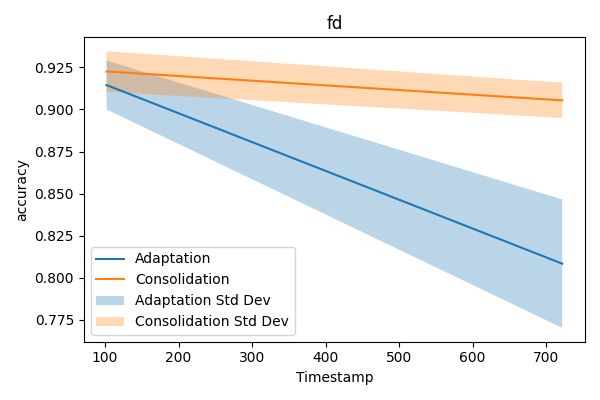 fd
accuracy
0.925
0.900
0.875
0.850
0.825
0.800
0.775
Adaptation
Consolidation
Adaptation Std Dev
Consolidation Std Dev
100 200 300 400 500 600 700
Timestamp